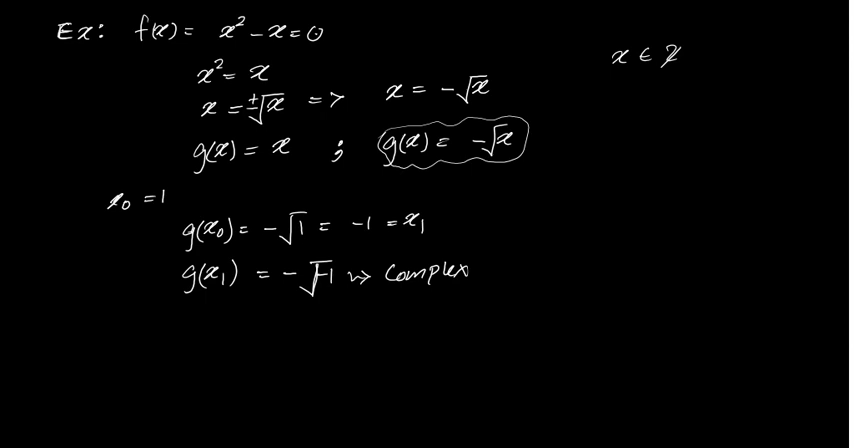 Ex: f(x) = x² - x = 0
x ∈ ℤ
x² = x
x = ±√x => x = -√x
g(x) = x ; g(x) = -√x
x₀ = 1
g(x₀) = -√1 = -1 = x₁
g(x₁) = -√-1 ↝ complex